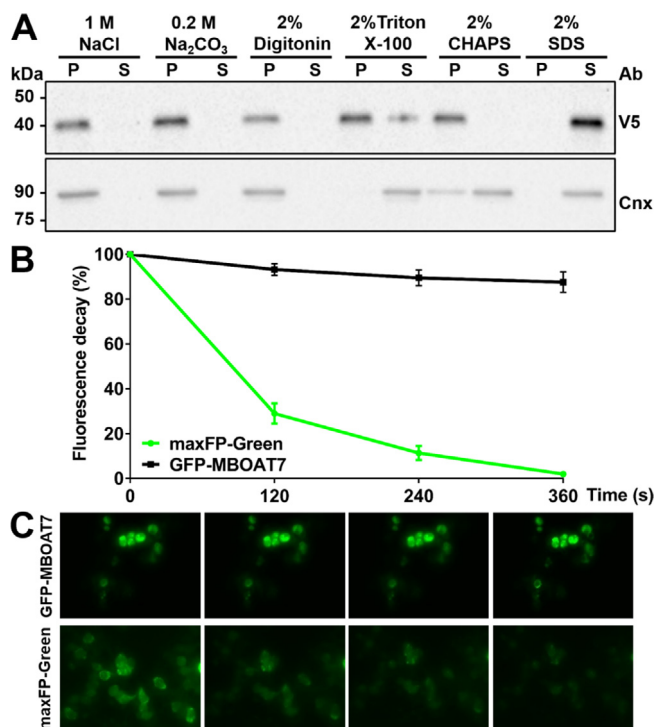 A
1 M 0.2 M 2% 2%Triton 2% 2%
NaCl Na₂CO₃ Digitonin X-100 CHAPS SDS
kDa P S P S P S P S P S P S Ab
50
40
V5
90
75
Cnx
B
Fluorescence decay (%)
100
80
60
40
20
0
maxFP-Green
GFP-MBOAT7
0 120 240 360 Time (s)
C
GFP-MBOAT7
maxFP-Green